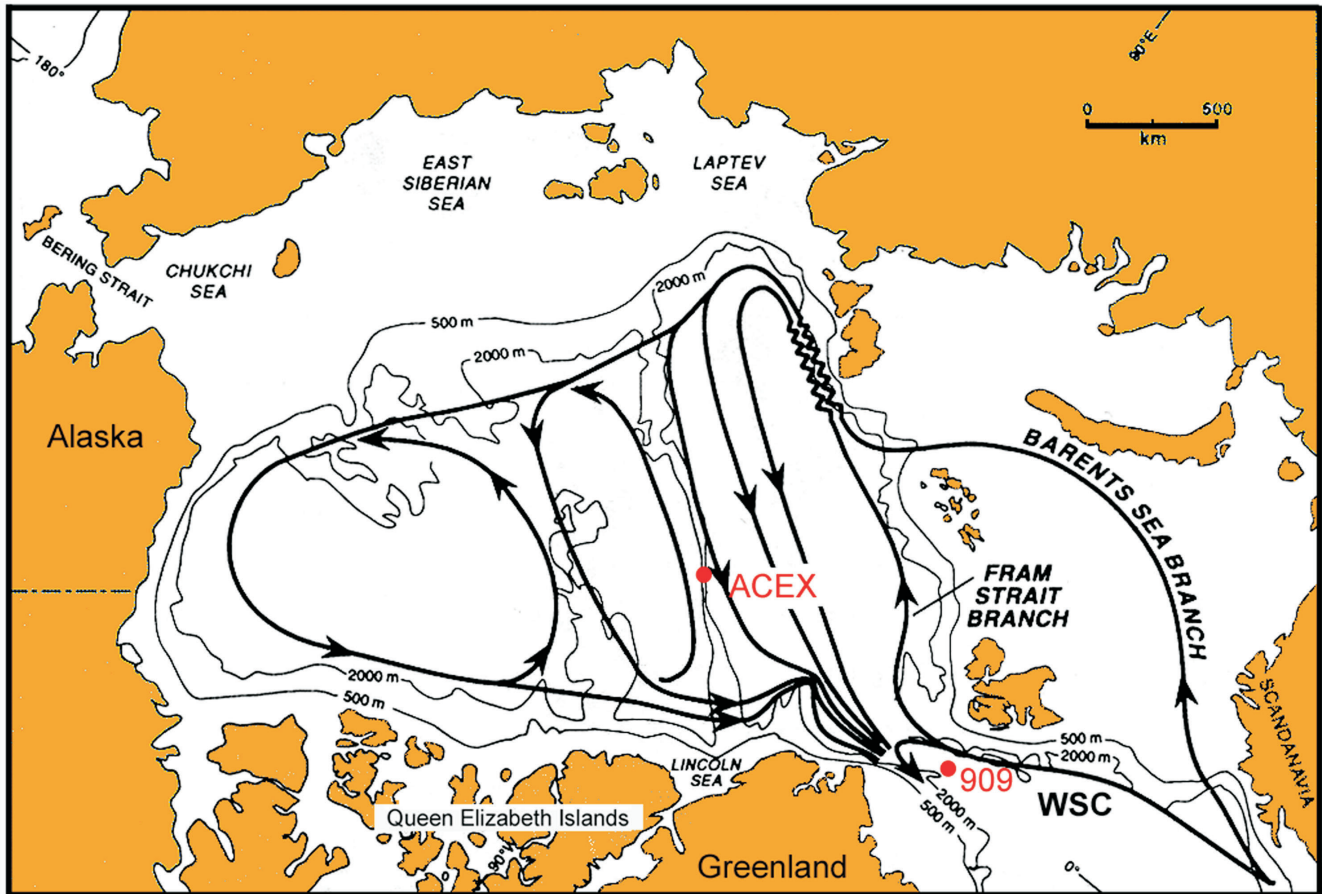 180°
90°E
0 500
km
EAST
SIBERIAN
SEA
LAPTEV
SEA
BERING STRAIT
CHUKCHI
SEA
2000 m
500 m
2000 m
Alaska
BARENTS SEA BRANCH
ACEX
FRAM
STRAIT
BRANCH
2000 m
500 m
SCANDANAVIA
500 m
2000 m
LINCOLN
SEA
909
WSC
2000 m
500 m
Queen Elizabeth Islands
90°W
Greenland
0°